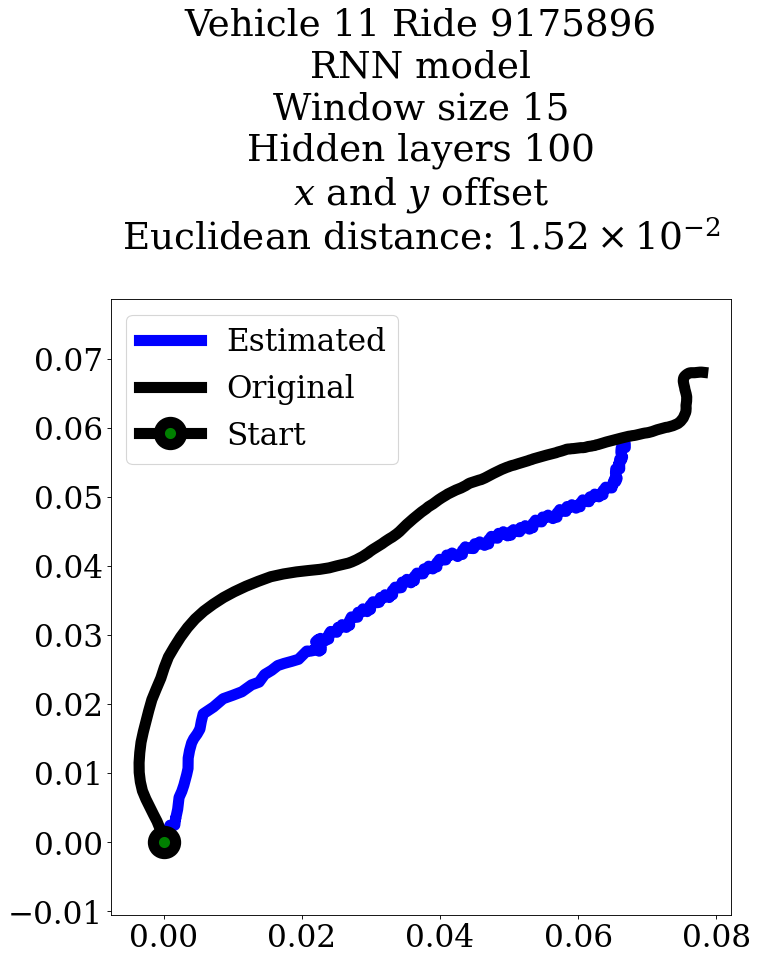 Vehicle 11 Ride 9175896
RNN model
Window size 15
Hidden layers 100
x and y offset
Euclidean distance: 1.52 × 10⁻²
Estimated
Original
Start
0.07
0.06
0.05
0.04
0.03
0.02
0.01
0.00
−0.01
0.00 0.02 0.04 0.06 0.08